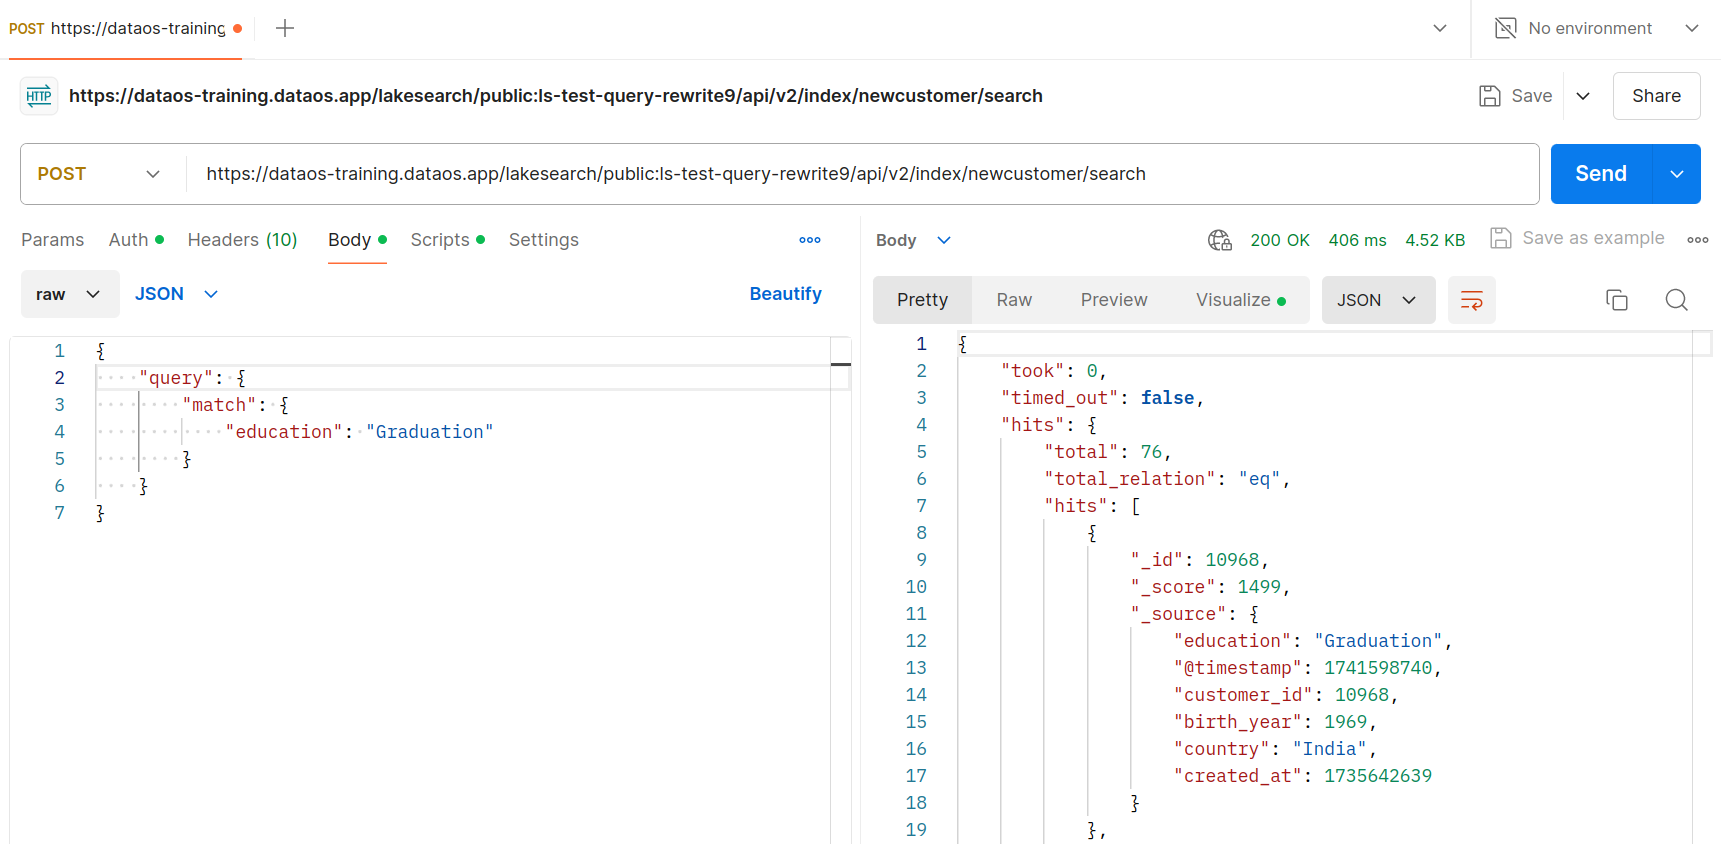 POST https://dataos-training
No environment
HTTP https://dataos-training.dataos.app/lakesearch/public:ls-test-query-rewrite9/api/v2/index/newcustomer/search
Save
Share
POST
https://dataos-training.dataos.app/lakesearch/public:ls-test-query-rewrite9/api/v2/index/newcustomer/search
Send
Params Auth Headers (10) Body Scripts Settings
raw JSON Beautify
1 {
2 "query": {
3 "match": {
4 "education": "Graduation"
5 }
6 }
7 }
Body 200 OK 406 ms 4.52 KB Save as example
Pretty Raw Preview Visualize JSON
1 {
2 "took": 0,
3 "timed_out": false,
4 "hits": {
5 "total": 76,
6 "total_relation": "eq",
7 "hits": [
8 {
9 "_id": 10968,
10 "_score": 1499,
11 "_source": {
12 "education": "Graduation",
13 "@timestamp": 1741598740,
14 "customer_id": 10968,
15 "birth_year": 1969,
16 "country": "India",
17 "created_at": 1735642639
18 }
19 },